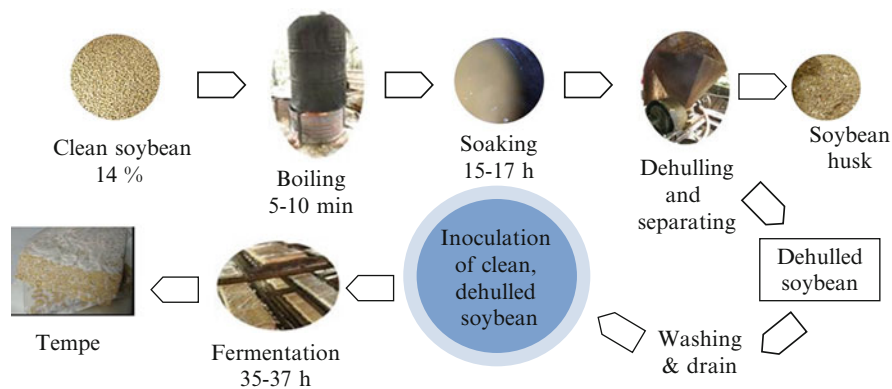 Clean soybean
14 %
Boiling
5-10 min
Soaking
15-17 h
Dehulling
and
separating
Soybean
husk
Dehulled
soybean
Washing
& drain
Inoculation
of clean,
dehulled
soybean
Fermentation
35-37 h
Tempe